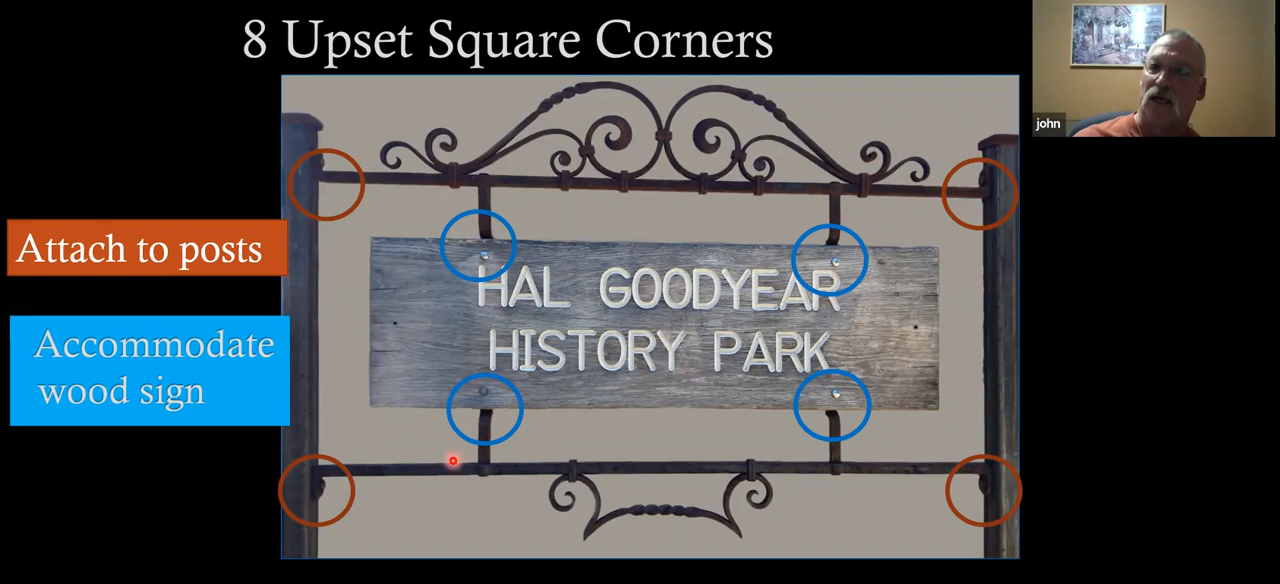 8 Upset Square Corners
john
Attach to posts
Accommodate
wood sign
HAL GOODYEAR
HISTORY PARK